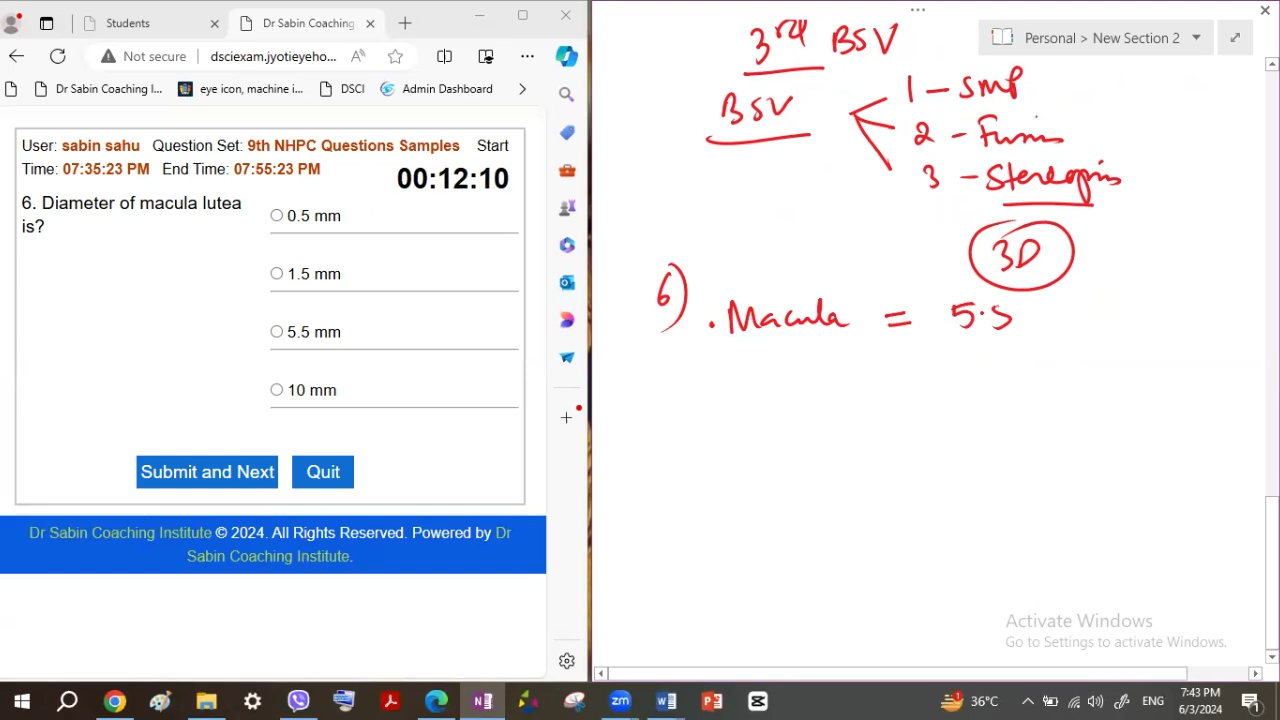 Students
Dr Sabin Coaching
Not secure
dsciexam.jyotieyeho...
Dr Sabin Coaching I...
eye icon, machine i...
DSCI
Admin Dashboard
User: sabin sahu Question Set: 9th NHPC Questions Samples Start
Time: 07:35:23 PM End Time: 07:55:23 PM
00:12:10
6. Diameter of macula lutea
is?
0.5 mm
1.5 mm
5.5 mm
10 mm
Submit and Next
Quit
Dr Sabin Coaching Institute © 2024. All Rights Reserved. Powered by Dr
Sabin Coaching Institute.
Personal > New Section 2
3rd BSV
BSV
1 - SMP
2 -
3 - Stereopsis
3D
6) . Macula = 5.5
Activate Windows
Go to Settings to activate Windows.
36°C
ENG
7:43 PM
6/3/2024